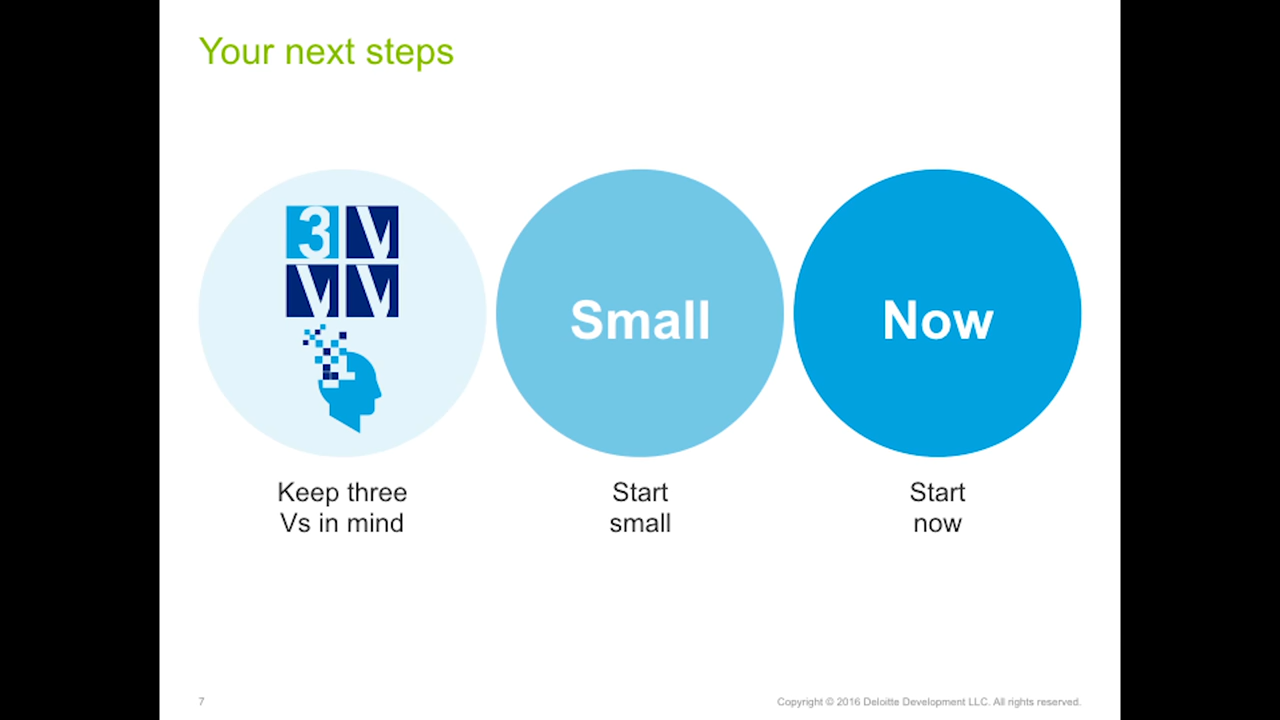 Your next steps
3 V
V V
Small
Now
Keep three
Vs in mind
Start
small
Start
now
7
Copyright © 2016 Deloitte Development LLC. All rights reserved.